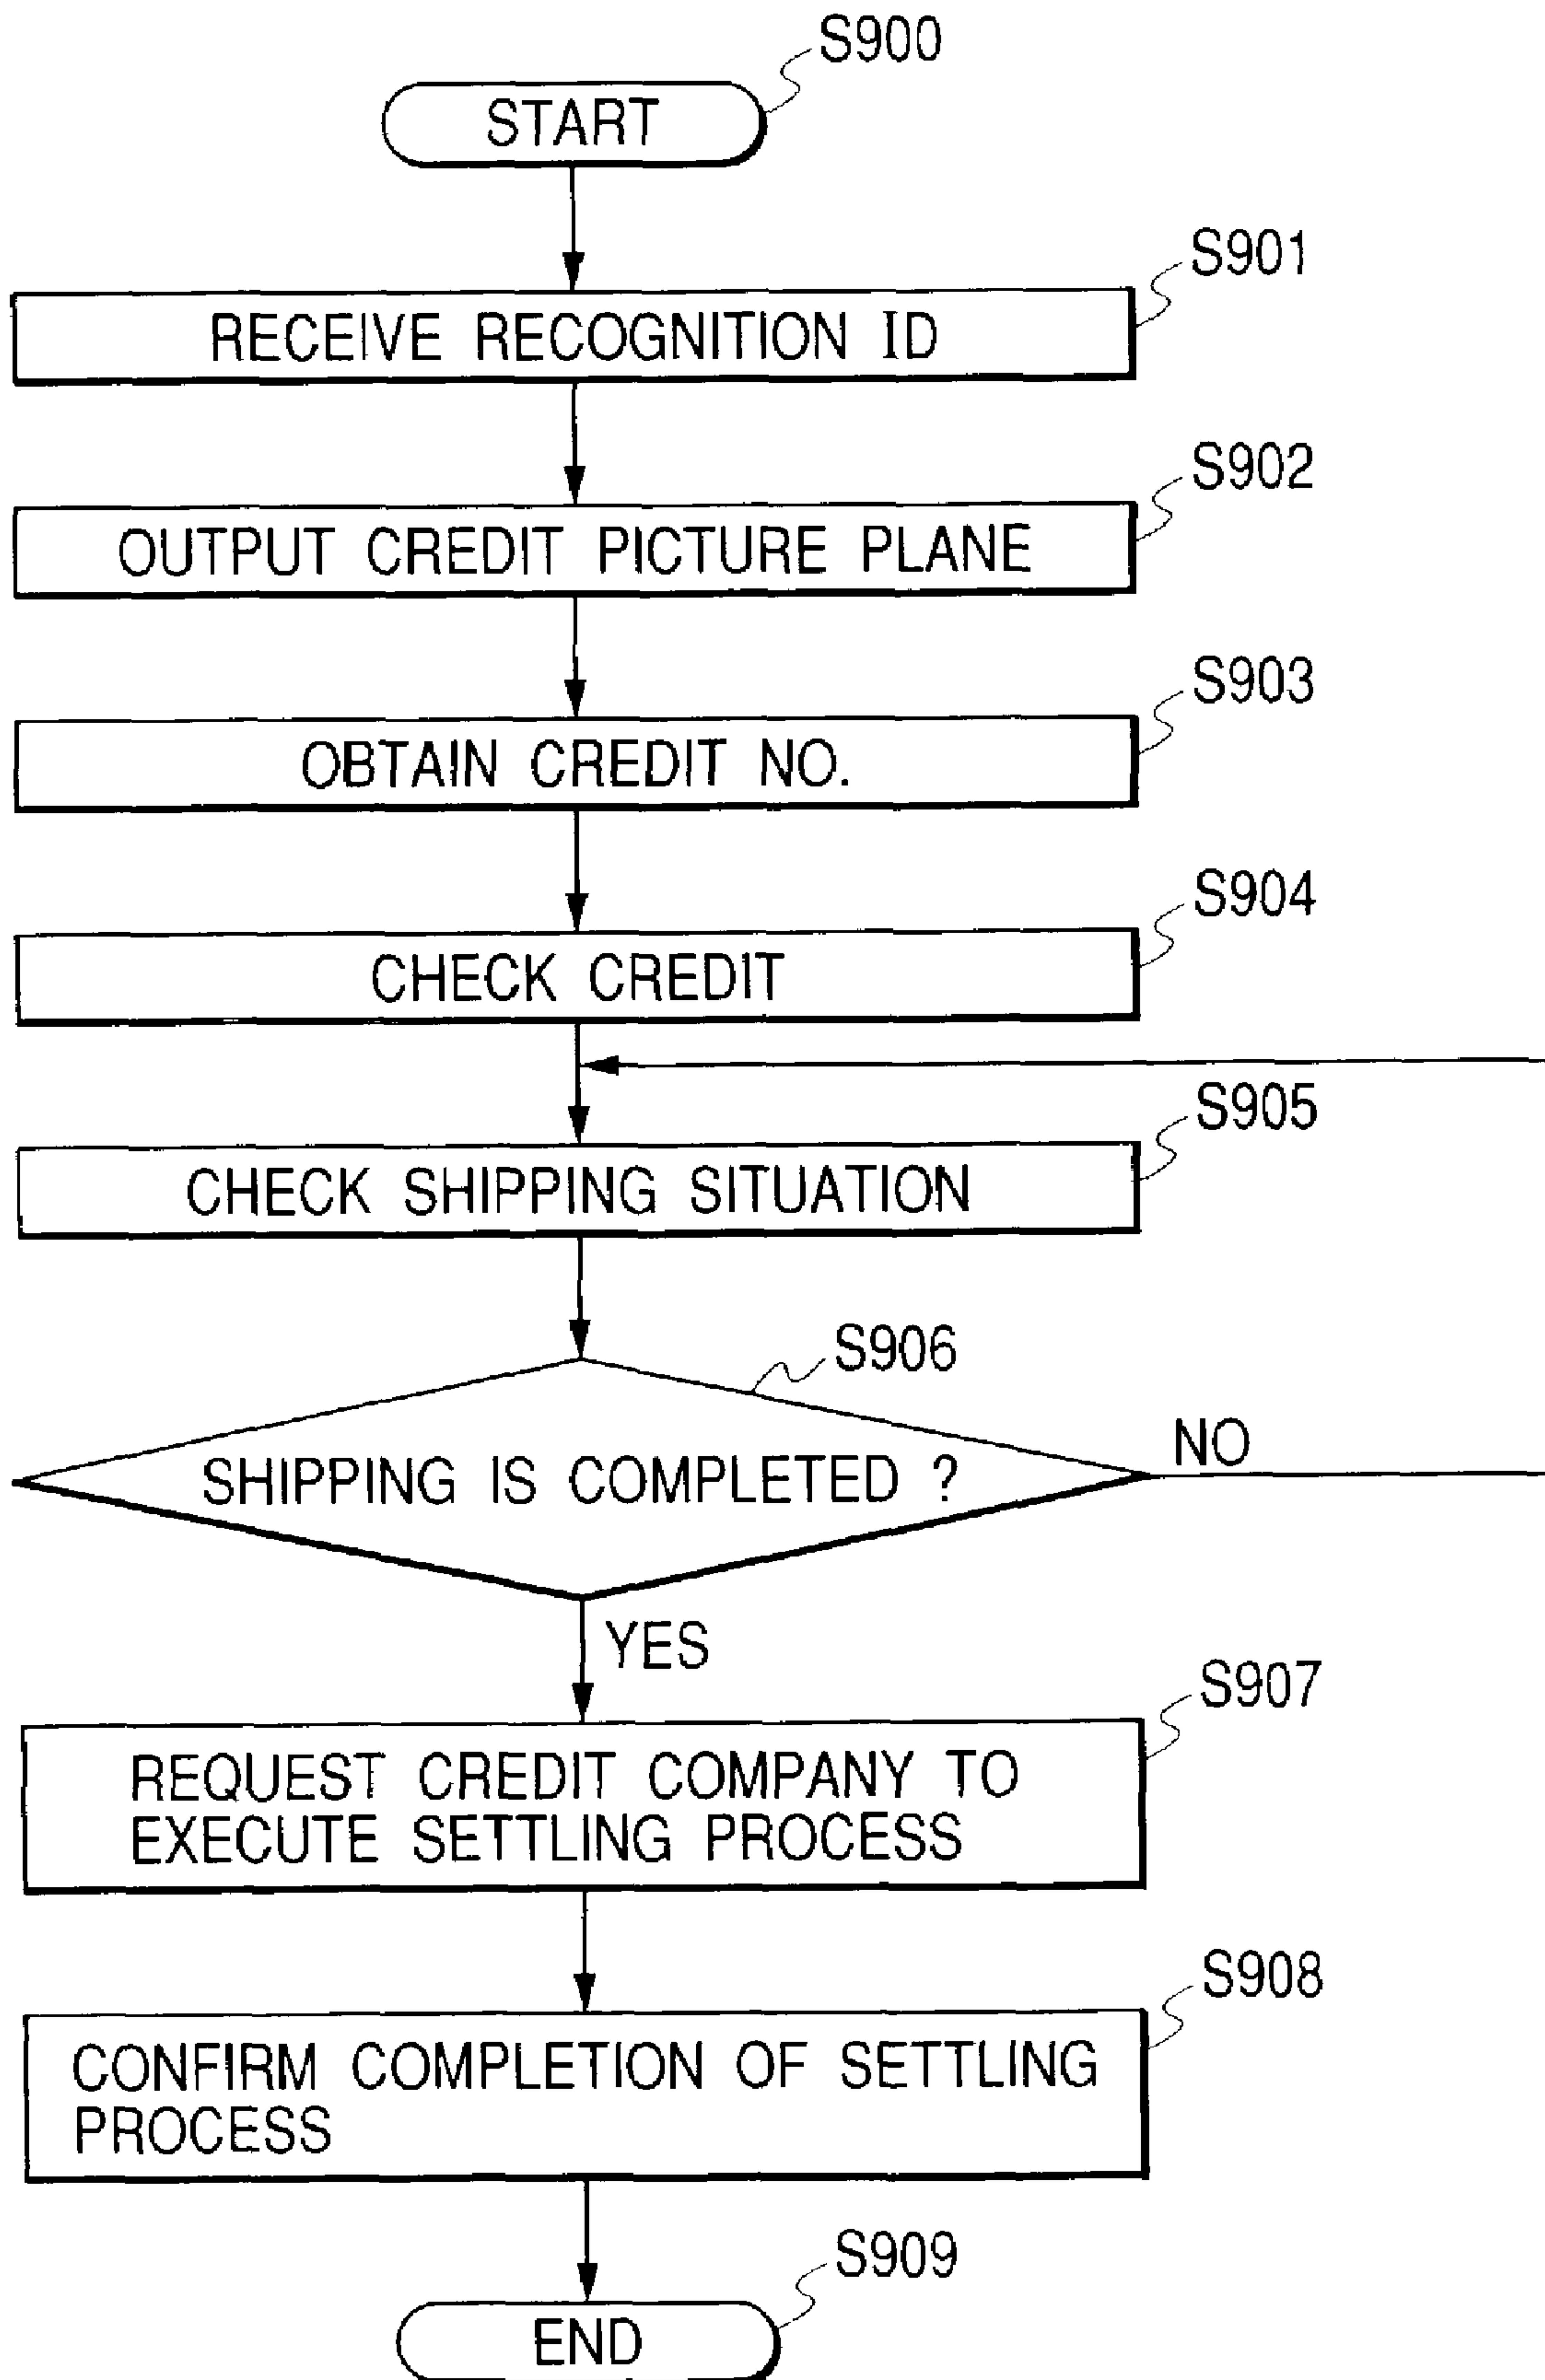 S900
START
S901
RECEIVE RECOGNITION ID
S902
OUTPUT CREDIT PICTURE PLANE
S903
OBTAIN CREDIT NO.
S904
CHECK CREDIT
S905
CHECK SHIPPING SITUATION
S906
SHIPPING IS COMPLETED ?
NO
YES
S907
REQUEST CREDIT COMPANY TO
EXECUTE SETTLING PROCESS
S908
CONFIRM COMPLETION OF SETTLING
PROCESS
S909
END